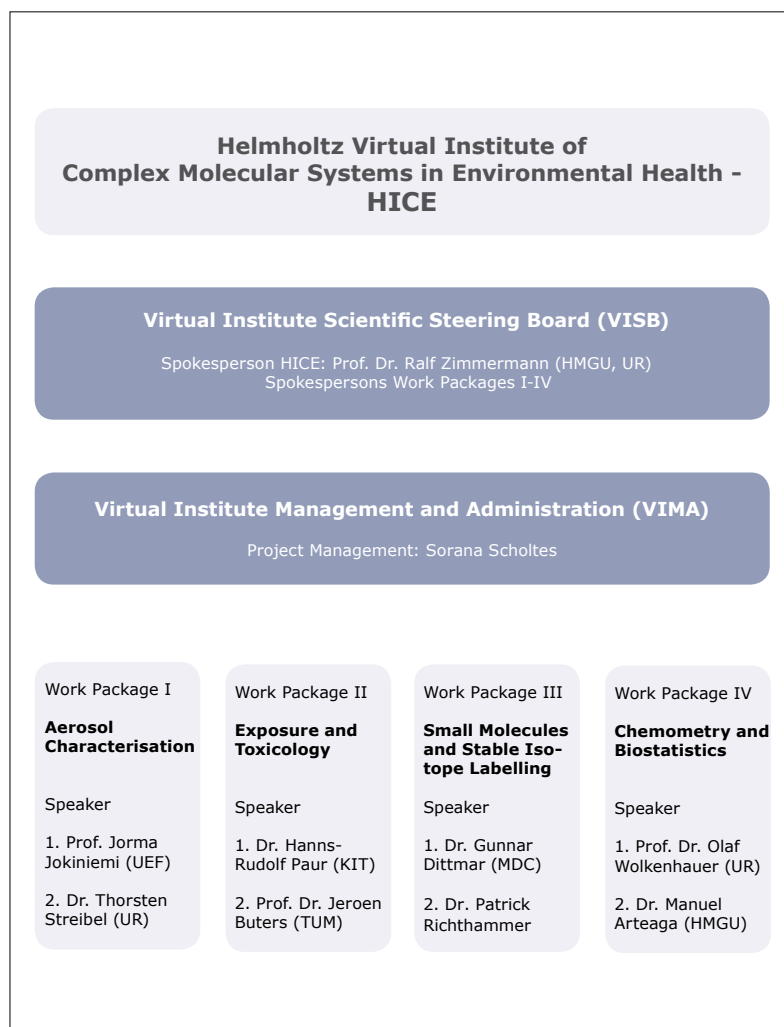 Helmholtz Virtual Institute of
Complex Molecular Systems in Environmental Health -
HICE
Virtual Institute Scientific Steering Board (VISB)
Spokesperson HICE: Prof. Dr. Ralf Zimmermann (HMGU, UR)
Spokespersons Work Packages I-IV
Virtual Institute Management and Administration (VIMA)
Project Management: Sorana Scholtes
Work Package I
Aerosol
Characterisation
Speaker
1. Prof. Jorma
Jokiniemi (UEF)
2. Dr. Thorsten
Streibel (UR)
Work Package II
Exposure and
Toxicology
Speaker
1. Dr. Hanns-
Rudolf Paur (KIT)
2. Prof. Dr. Jeroen
Buters (TUM)
Work Package III
Small Molecules
and Stable Iso-
tope Labelling
Speaker
1. Dr. Gunnar
Dittmar (MDC)
2. Dr. Patrick
Richthammer
Work Package IV
Chemometry and
Biostatistics
Speaker
1. Prof. Dr. Olaf
Wolkenhauer (UR)
2. Dr. Manuel
Arteaga (HMGU)